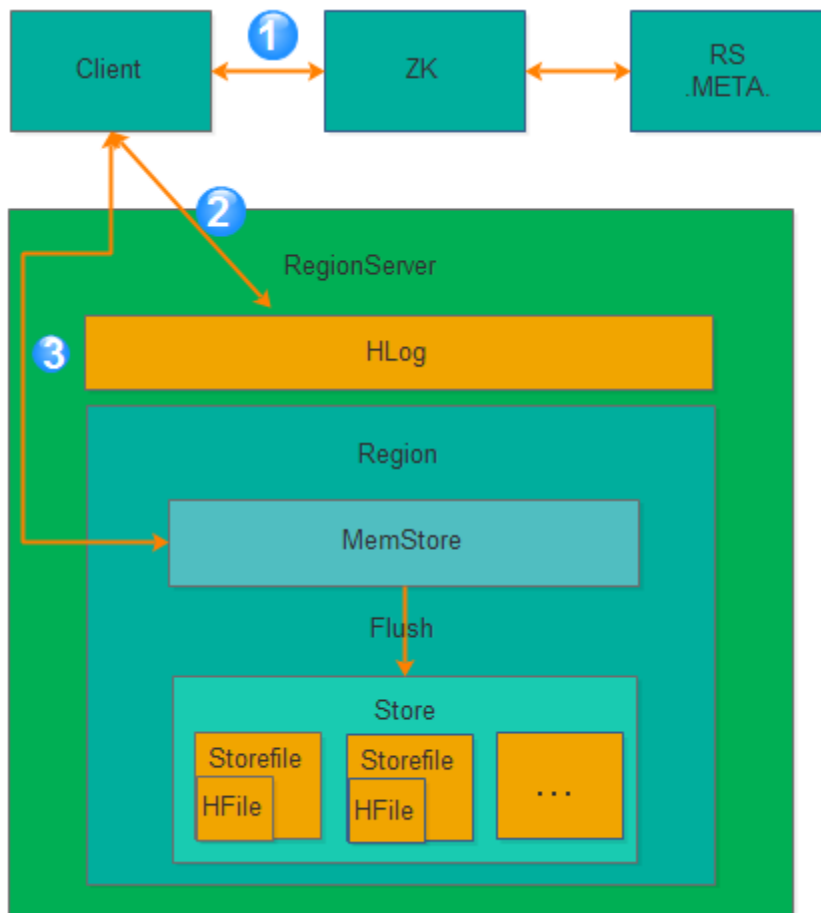 1
Client
ZK
RS
.META.
2
RegionServer
3
HLog
Region
MemStore
Flush
Store
Storefile
HFile
Storefile
HFile
...